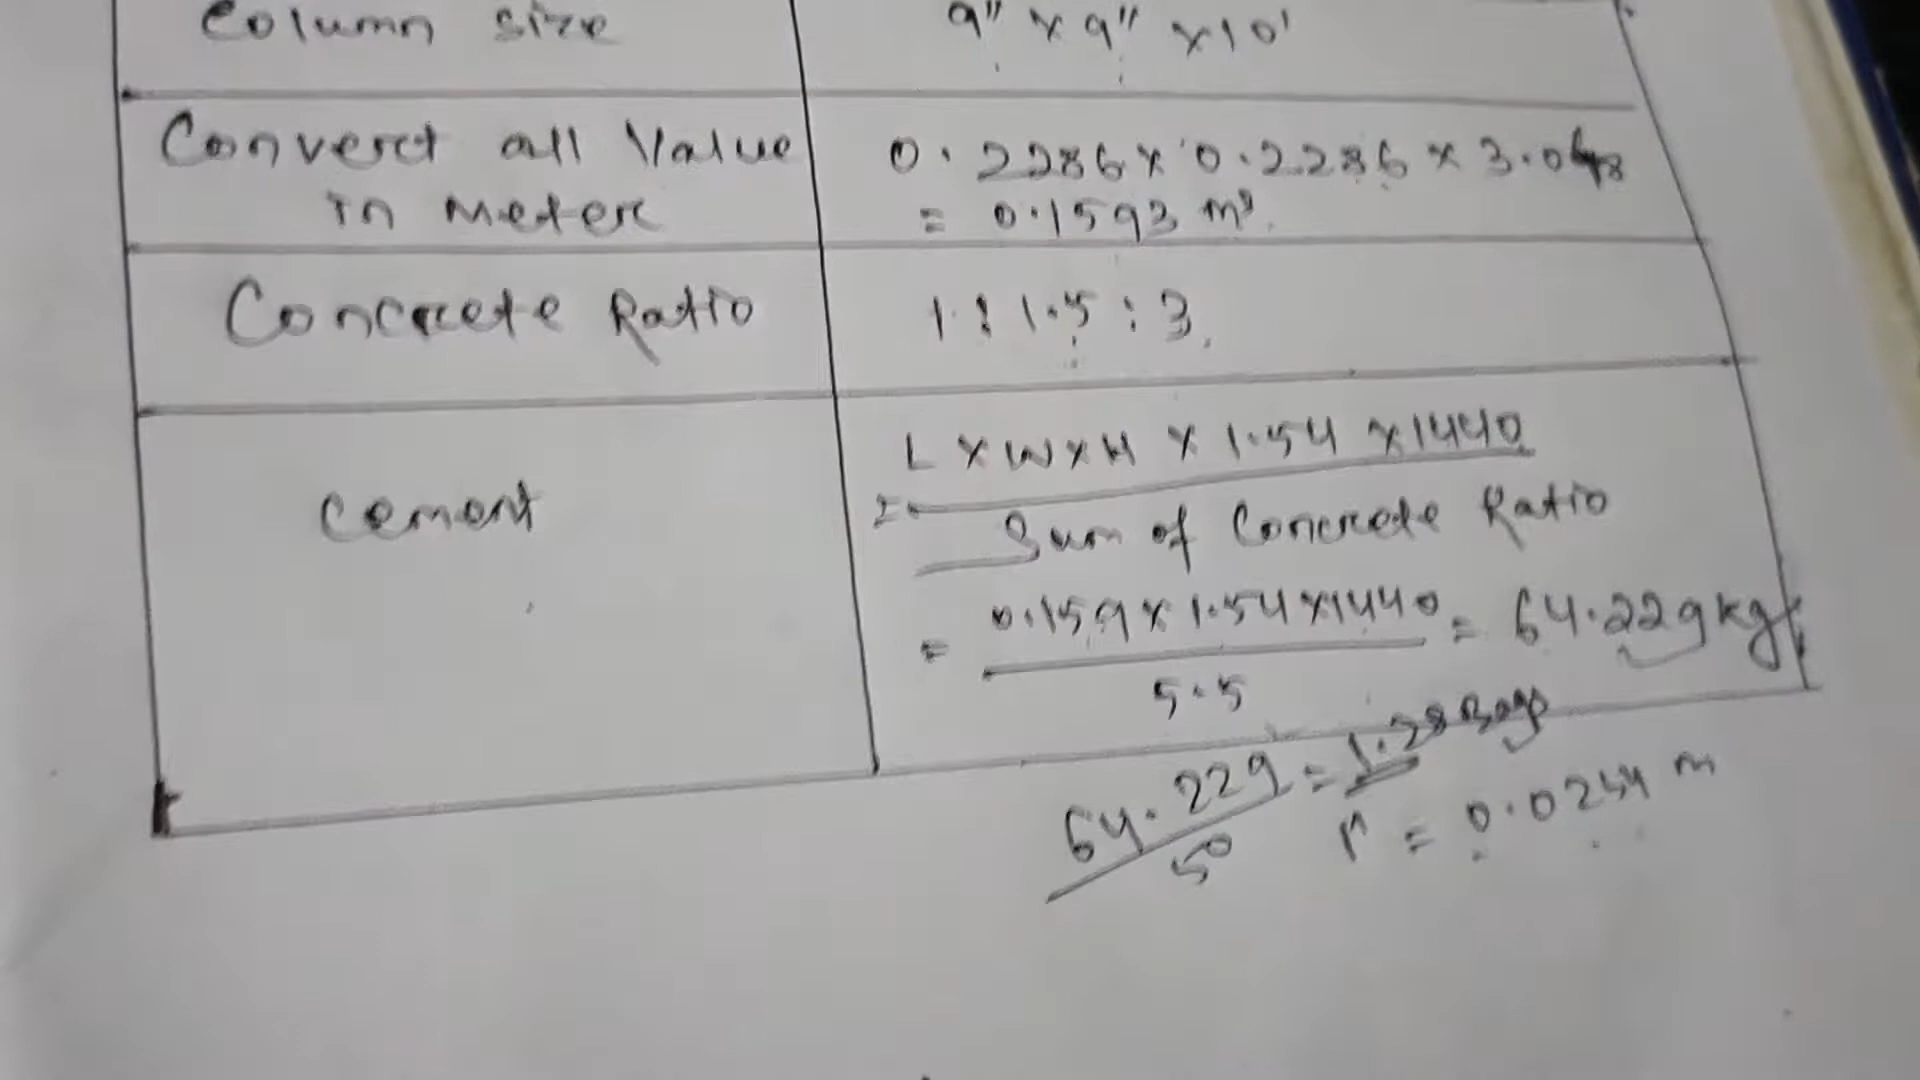 Column size 9" x 9" x 10'
Convert all Value 0.2286 x 0.2286 x 3.048
in Meter = 0.1593 m³.
Concrete Ratio 1 : 1.5 : 3
Cement
L x W x H x 1.54 x 1440
=
Sum of Concrete Ratio
= 0.159 x 1.54 x 1440 = 64.229 kg
5.5
64.229 = 1.28 Bags
50
1" = 0.0254 m